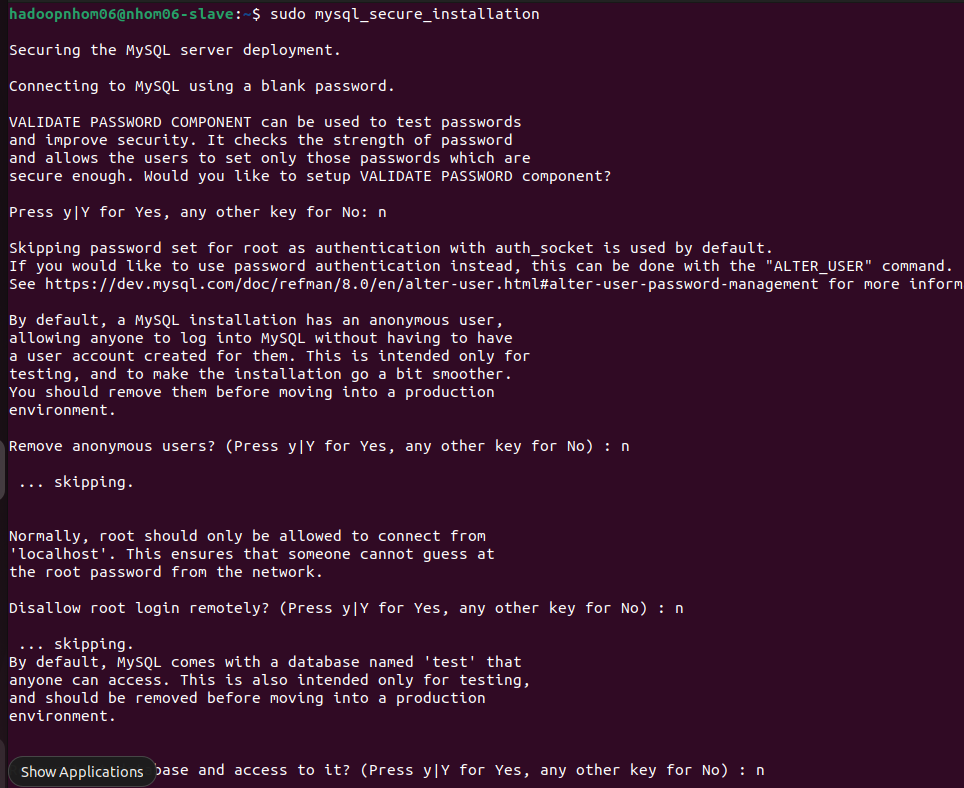 hadoopnhom06@nhom06-slave:~$ sudo mysql_secure_installation
Securing the MySQL server deployment.
Connecting to MySQL using a blank password.
VALIDATE PASSWORD COMPONENT can be used to test passwords
and improve security. It checks the strength of password
and allows the users to set only those passwords which are
secure enough. Would you like to setup VALIDATE PASSWORD component?
Press y|Y for Yes, any other key for No: n
Skipping password set for root as authentication with auth_socket is used by default.
If you would like to use password authentication instead, this can be done with the "ALTER_USER" command.
See https://dev.mysql.com/doc/refman/8.0/en/alter-user.html#alter-user-password-management for more inform
By default, a MySQL installation has an anonymous user,
allowing anyone to log into MySQL without having to have
a user account created for them. This is intended only for
testing, and to make the installation go a bit smoother.
You should remove them before moving into a production
environment.
Remove anonymous users? (Press y|Y for Yes, any other key for No) : n
... skipping.
Normally, root should only be allowed to connect from
'localhost'. This ensures that someone cannot guess at
the root password from the network.
Disallow root login remotely? (Press y|Y for Yes, any other key for No) : n
... skipping.
By default, MySQL comes with a database named 'test' that
anyone can access. This is also intended only for testing,
and should be removed before moving into a production
environment.
Show Applications base and access to it? (Press y|Y for Yes, any other key for No) : n